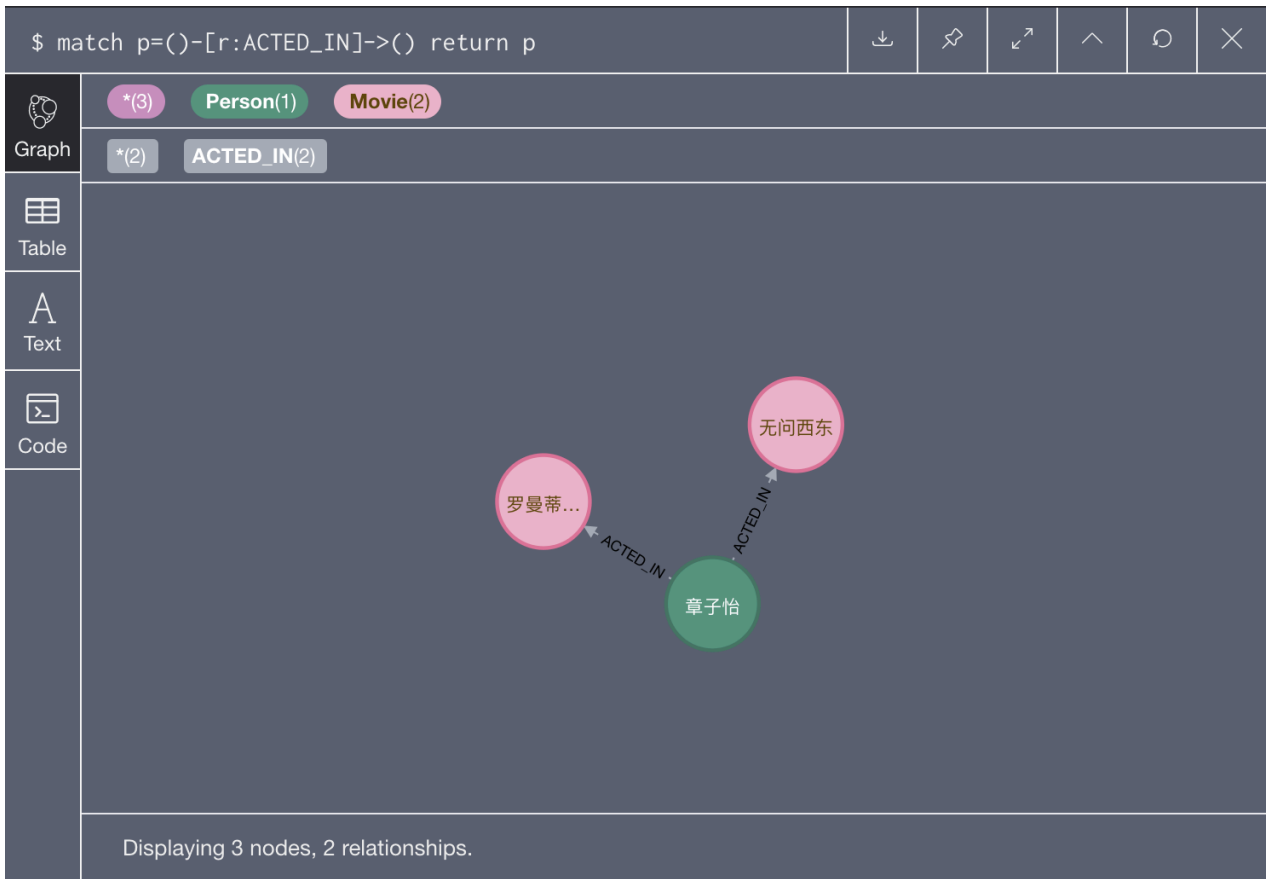 $ match p=()-[r:ACTED_IN]->() return p
*(3) Person(1) Movie(2)
Graph
*(2) ACTED_IN(2)
Table
Text
Code
无问西东
罗曼蒂...
ACTED_IN
ACTED_IN
章子怡
Displaying 3 nodes, 2 relationships.